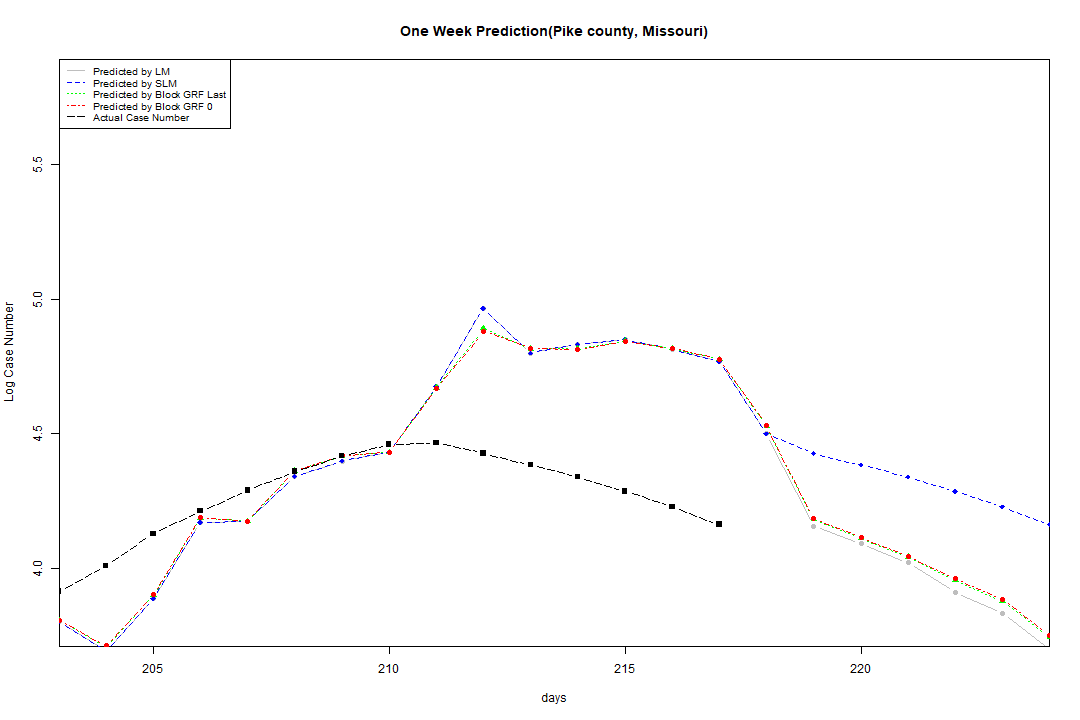 One Week Prediction(Pike county, Missouri)
Predicted by LM
Predicted by SLM
Predicted by Block GRF Last
Predicted by Block GRF 0
Actual Case Number
5.5
5.0
4.5
4.0
Log Case Number
205 210 215 220
days